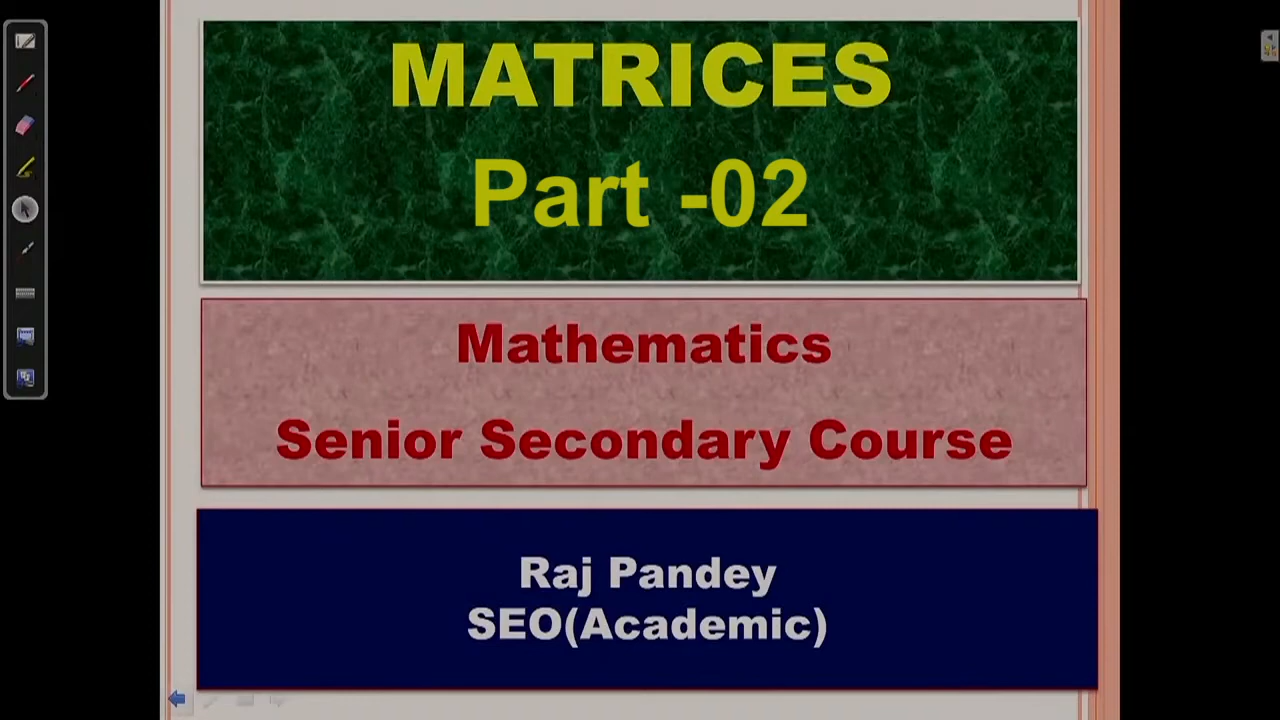 MATRICES
Part -02
Mathematics
Senior Secondary Course
Raj Pandey
SEO(Academic)